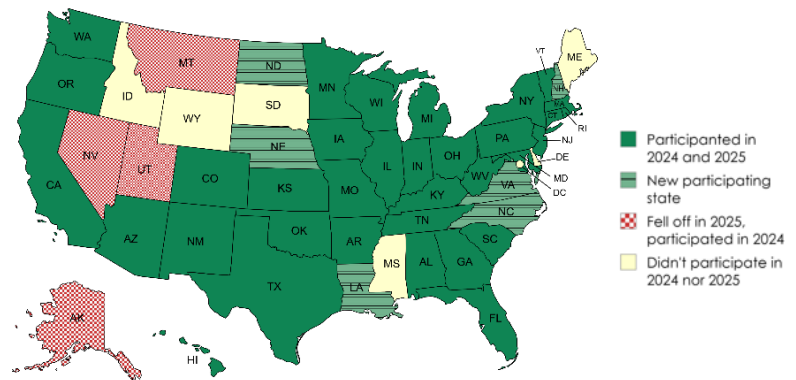 WA
OR
CA
NV
ID
MT
WY
UT
AZ
CO
NM
ND
SD
NE
KS
OK
TX
MN
IA
MO
AR
LA
WI
IL
MI
IN
OH
KY
TN
MS
AL
GA
FL
SC
NC
VA
WV
PA
NY
VT
NH
ME
MA
CT
RI
NJ
DE
MD
DC
AK
HI
Participanted in
2024 and 2025
New participating
state
Fell off in 2025,
participated in 2024
Didn't participate in
2024 nor 2025